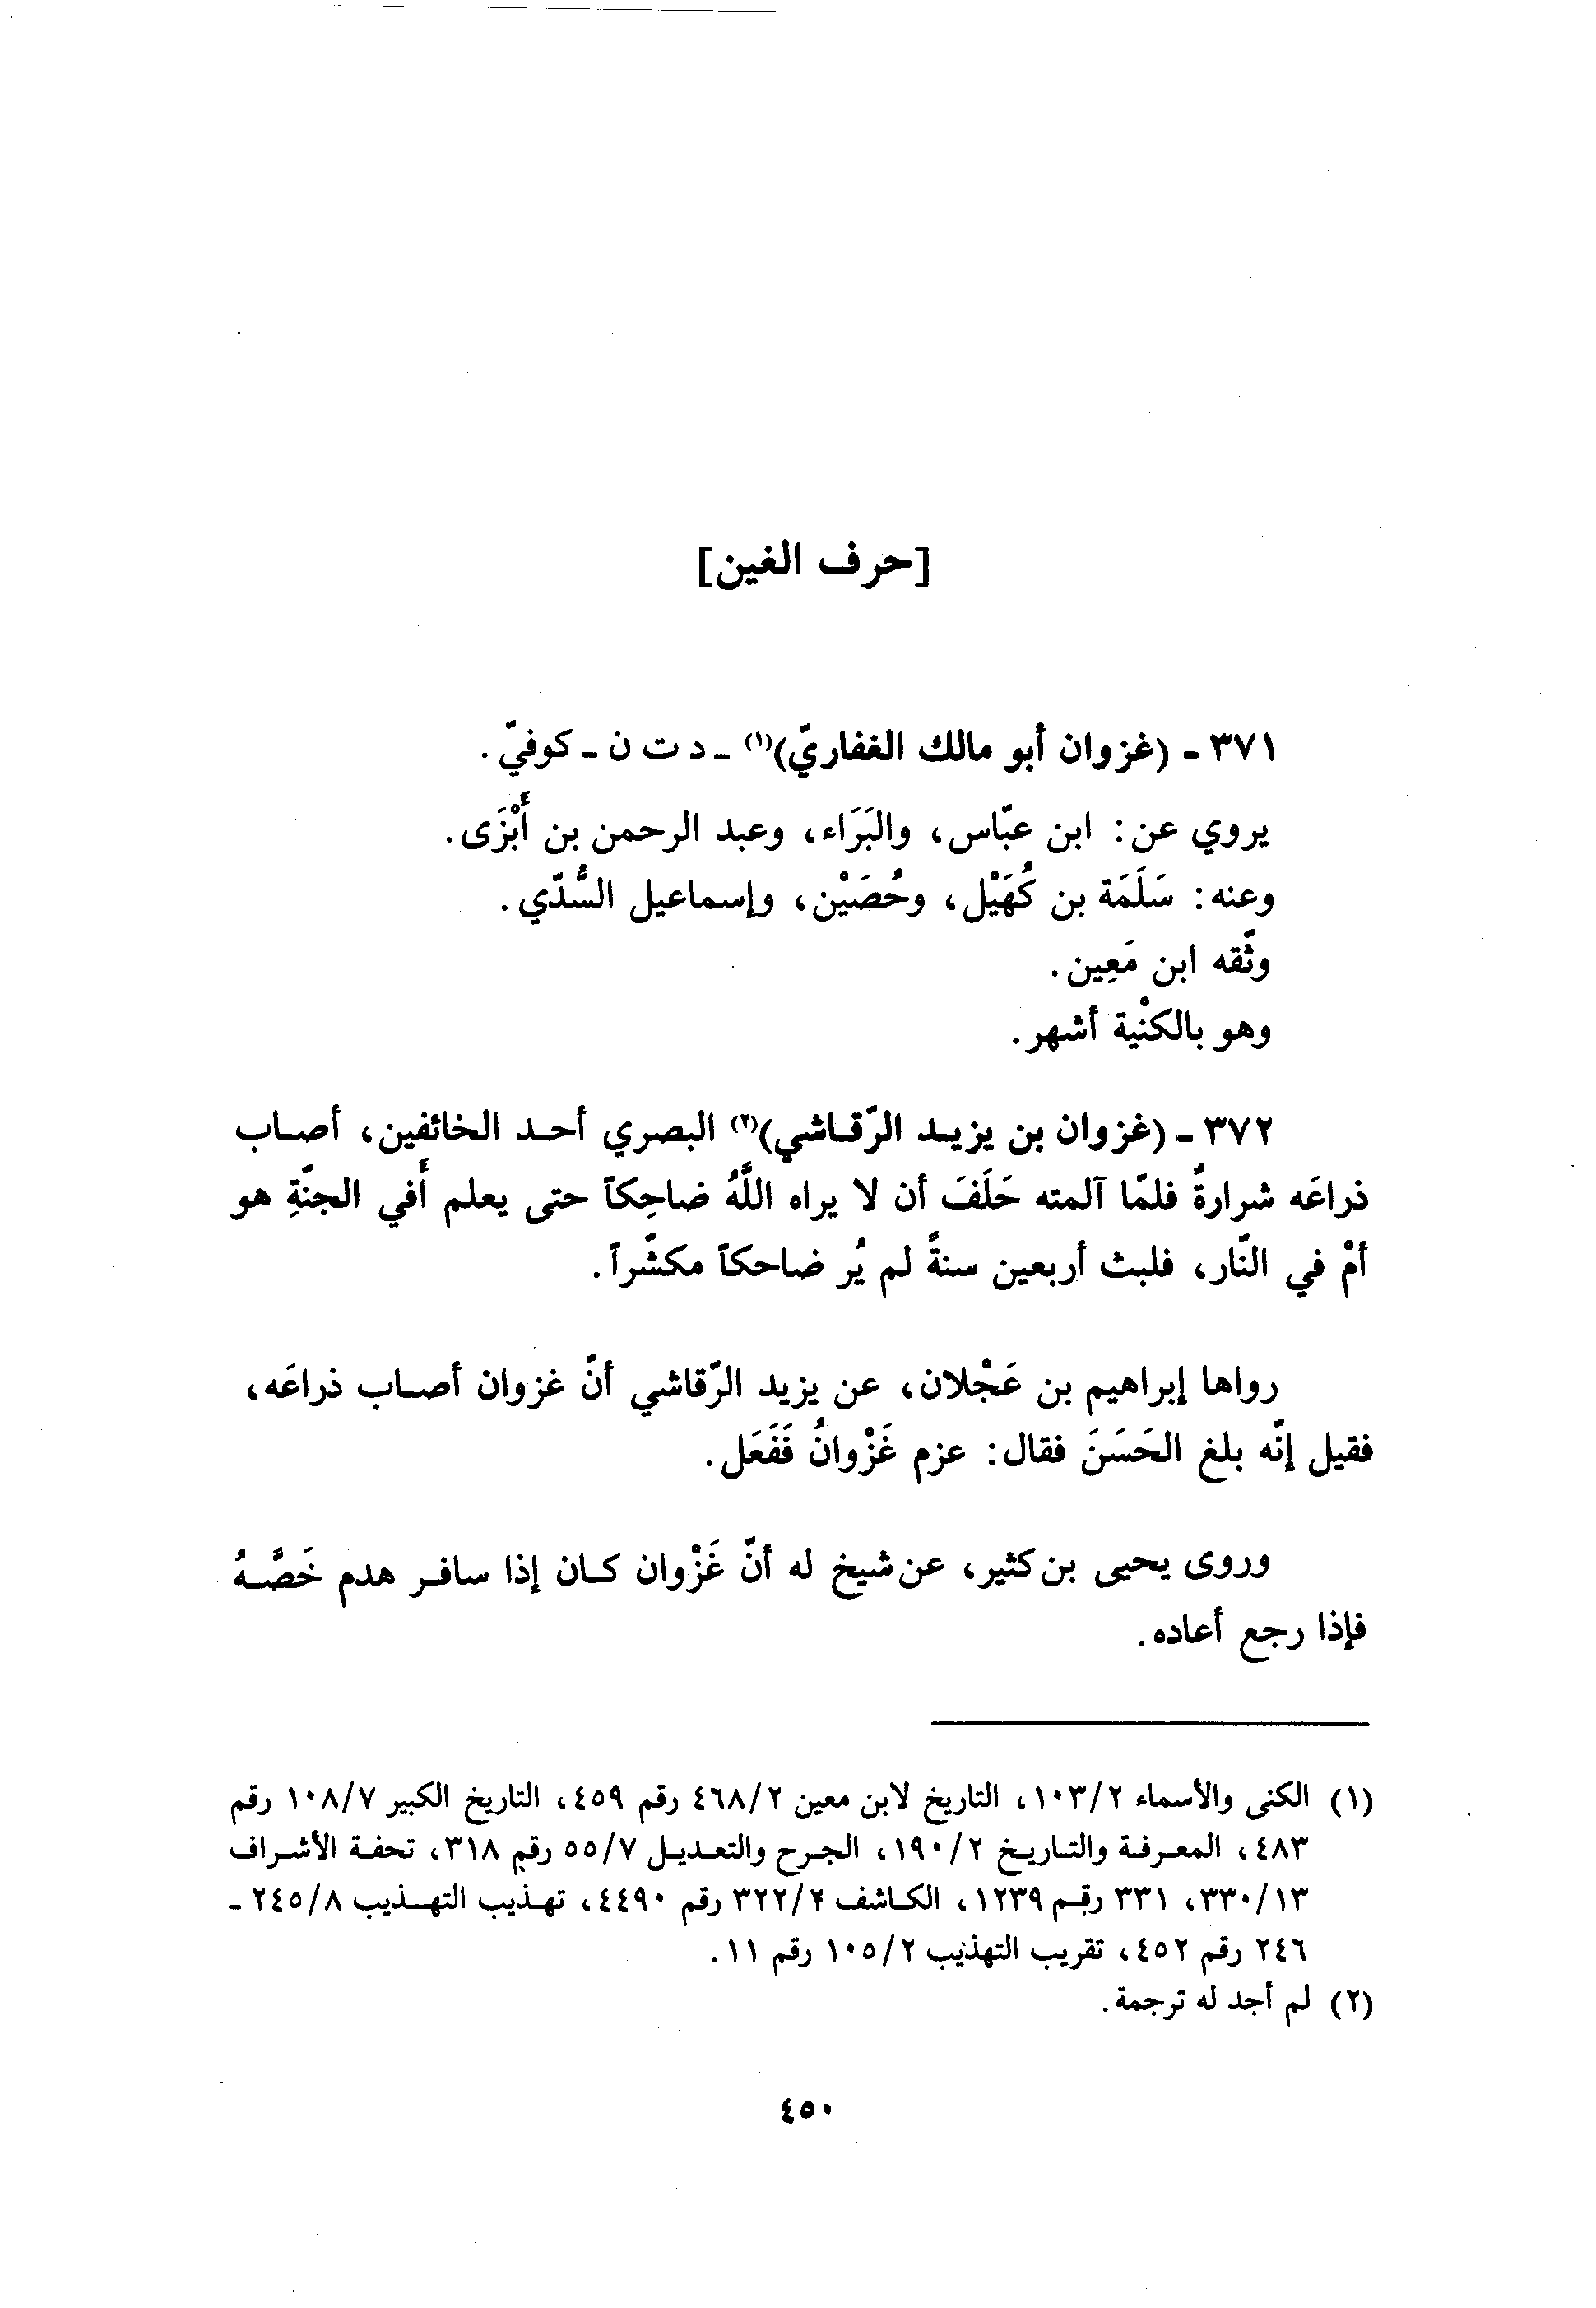 [حرف الغين]
٣٧١ - (غزوان أبو مالك الغفاريّ)(١) - د ت ن - كوفيّ.
يروي عن: ابن عبّاس، والبَرَاء، وعبد الرحمن بن أَبْزَى.
وعنه: سَلَمَة بن كُهَيْل، وحُصَيْن، وإسماعيل السُّدّي.
وثّقه ابن مَعِين.
وهو بالكنْية أشهر.
٣٧٢ - (غزوان بن يزيد الرّقاشي)(٢) البصري أحد الخائفين، أصاب
ذراعَه شرارةٌ فلمّا آلمته حَلَفَ أن لا يراه اللَّهُ ضاحِكاً حتى يعلم أَفي الجنّةِ هو
أمْ في النّار، فلبث أربعين سنةً لم يُر ضاحكاً مكشّراً.
رواها إبراهيم بن عَجْلان، عن يزيد الرّقاشي أنّ غزوان أصاب ذراعَه،
فقيل إنّه بلغ الحَسَنَ فقال: عزم غَزْوانُ فَفَعَل.
وروى يحيى بن كثير، عن شيخ له أنّ غَزْوان كان إذا سافر هدم خَصَّهُ
فإذا رجع أعاده.
(١) الكنى والأسماء ١٠٣/٢، التاريخ لابن معين ٤٦٨/٢ رقم ٤٥٩، التاريخ الكبير ١٠٨/٧ رقم
٤٨٣، المعرفة والتاريخ ١٩٠/٢، الجرح والتعديل ٥٥/٧ رقم ٣١٨، تحفة الأشراف
٣٣٠/١٣، ٣٣١ رقم ١٢٣٩، الكاشف ٣٢٢/٢ رقم ٤٤٩٠، تهذيب التهذيب ٢٤٥/٨ -
٢٤٦ رقم ٤٥٢، تقريب التهذيب ١٠٥/٢ رقم ١١.
(٢) لم أجد له ترجمة.
٤٥٠